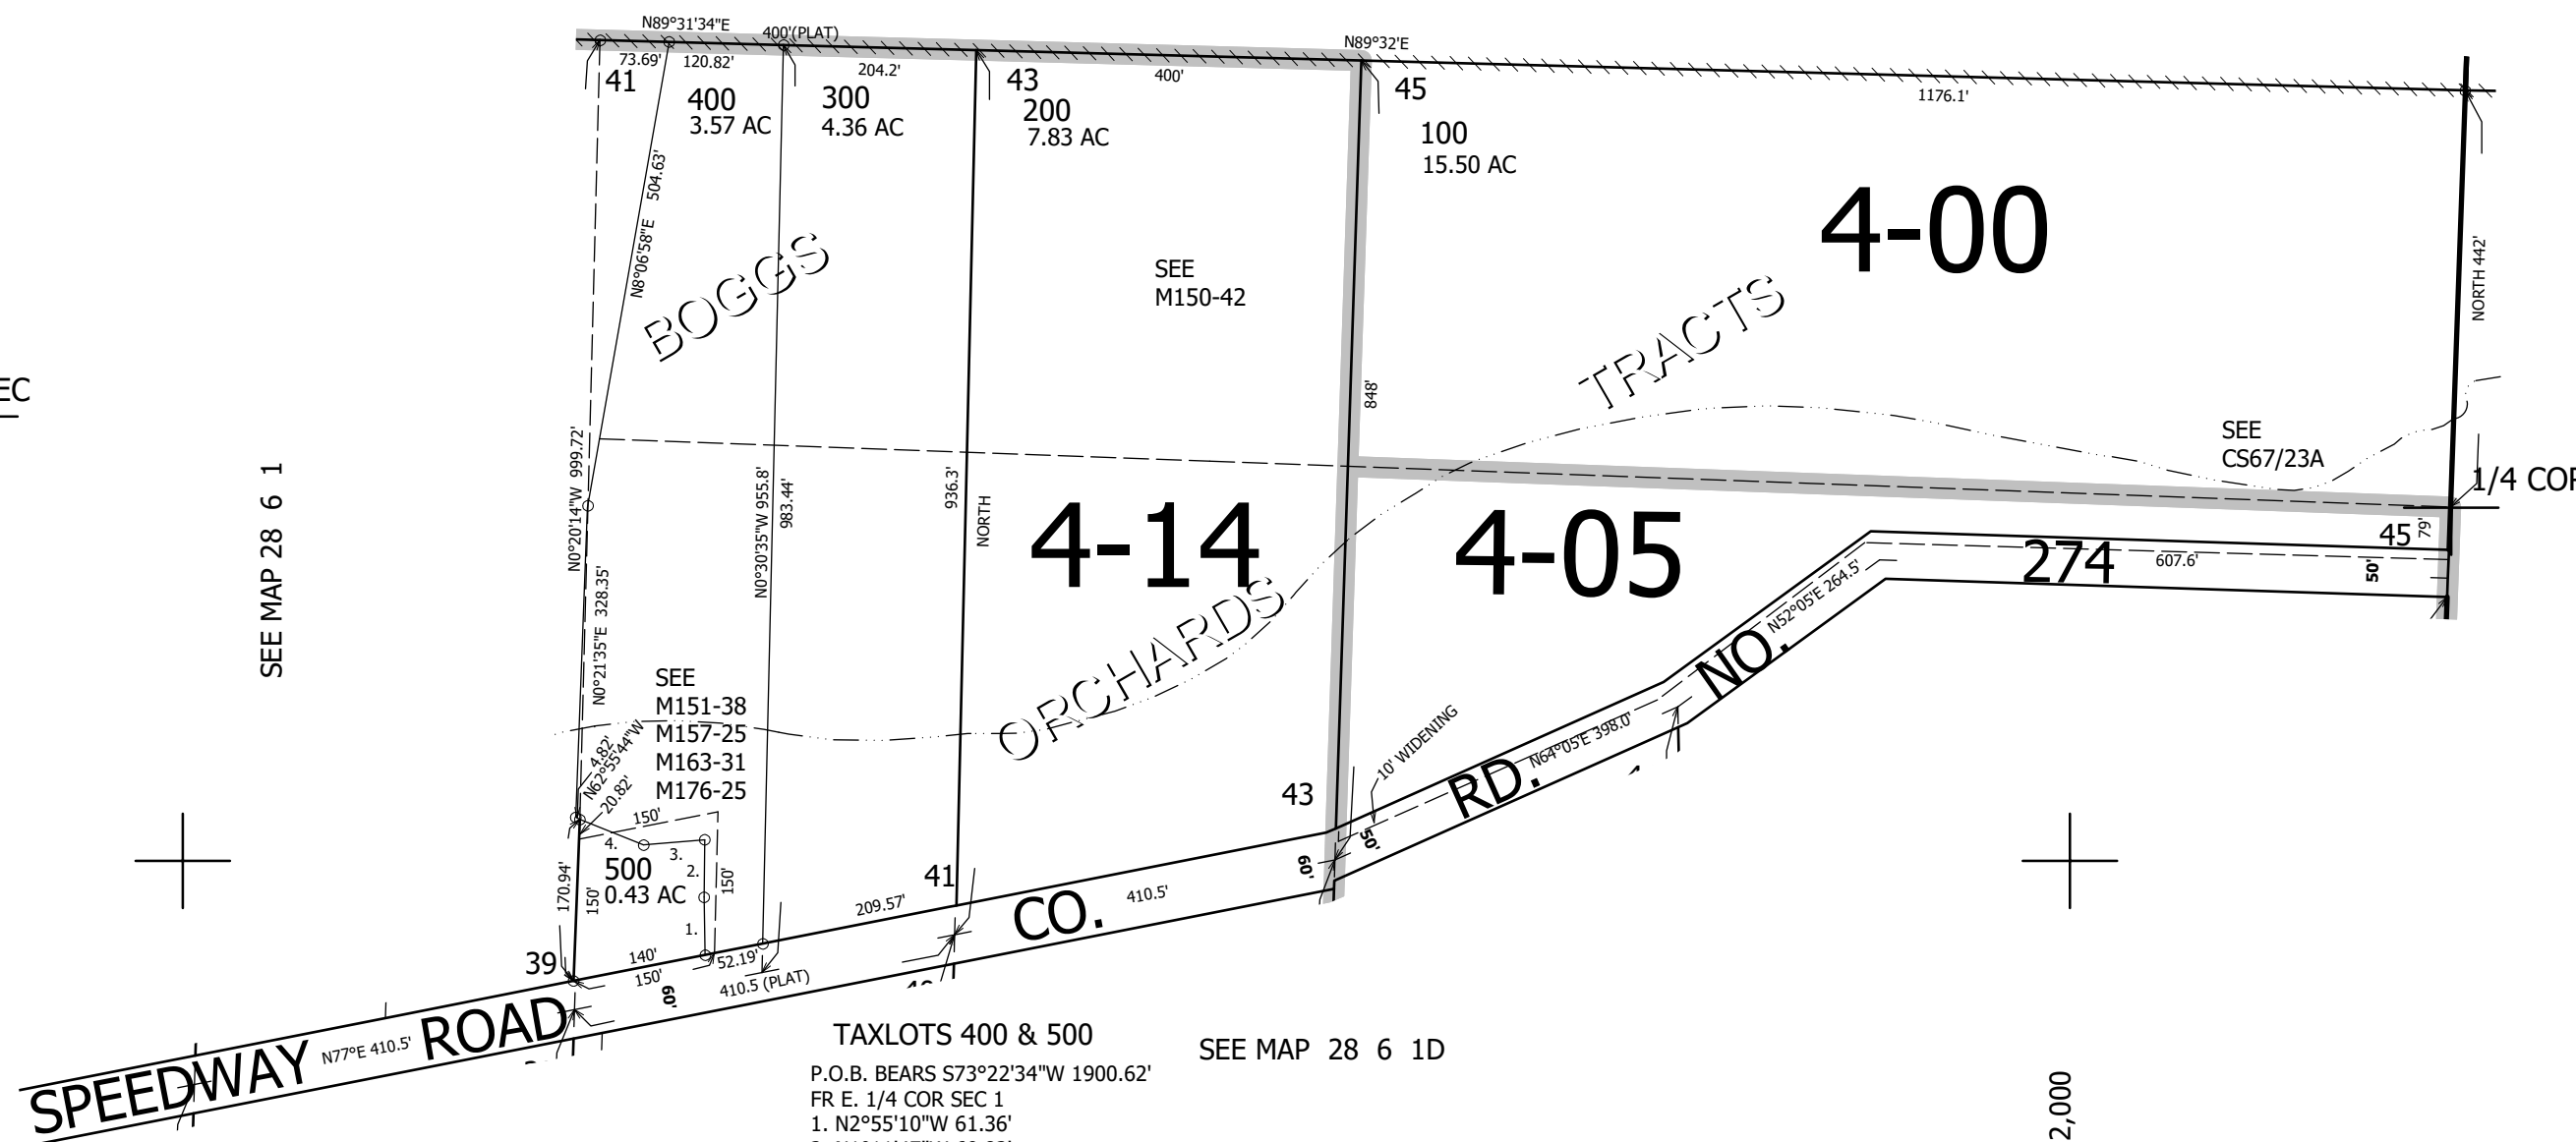 N89°31'34"E
400'(PLAT)
N89°32'E
73.69'
120.82'
204.2'
400'
1176.1'
41
43
45
400
3.57 AC
300
4.36 AC
200
7.83 AC
100
15.50 AC
4-00
N8°06'58"E 504.63'
BOGGS
TRACTS
ORCHARDS
SEE
M150-42
NORTH 442'
848'
EC
SEE MAP 28 6 1
SEE
CS67/23A
1/4 COR
79'
45
N0°20'14"W 999.72'
N0°30'35"W 955.8'
983.44'
936.3'
NORTH
4-14
4-05
274
607.6'
50'
N0°21'35"E 328.35'
N52°05'E 264.5'
NO.
SEE
M151-38
M157-25
M163-31
M176-25
4.82'
N62°55'44"W
20.82'
150'
10' WIDENING
N64°05'E 398.0'
RD.
43
50'
60'
4.
3.
2.
1.
500
0.43 AC
170.94'
150'
150'
41
209.57'
CO.
410.5'
39
140'
150'
52.19'
60'
410.5 (PLAT)
SPEEDWAY ROAD
N77°E 410.5'
TAXLOTS 400 & 500
SEE MAP 28 6 1D
P.O.B. BEARS S73°22'34"W 1900.62'
FR E. 1/4 COR SEC 1
1. N2°55'10"W 61.36'
2,000